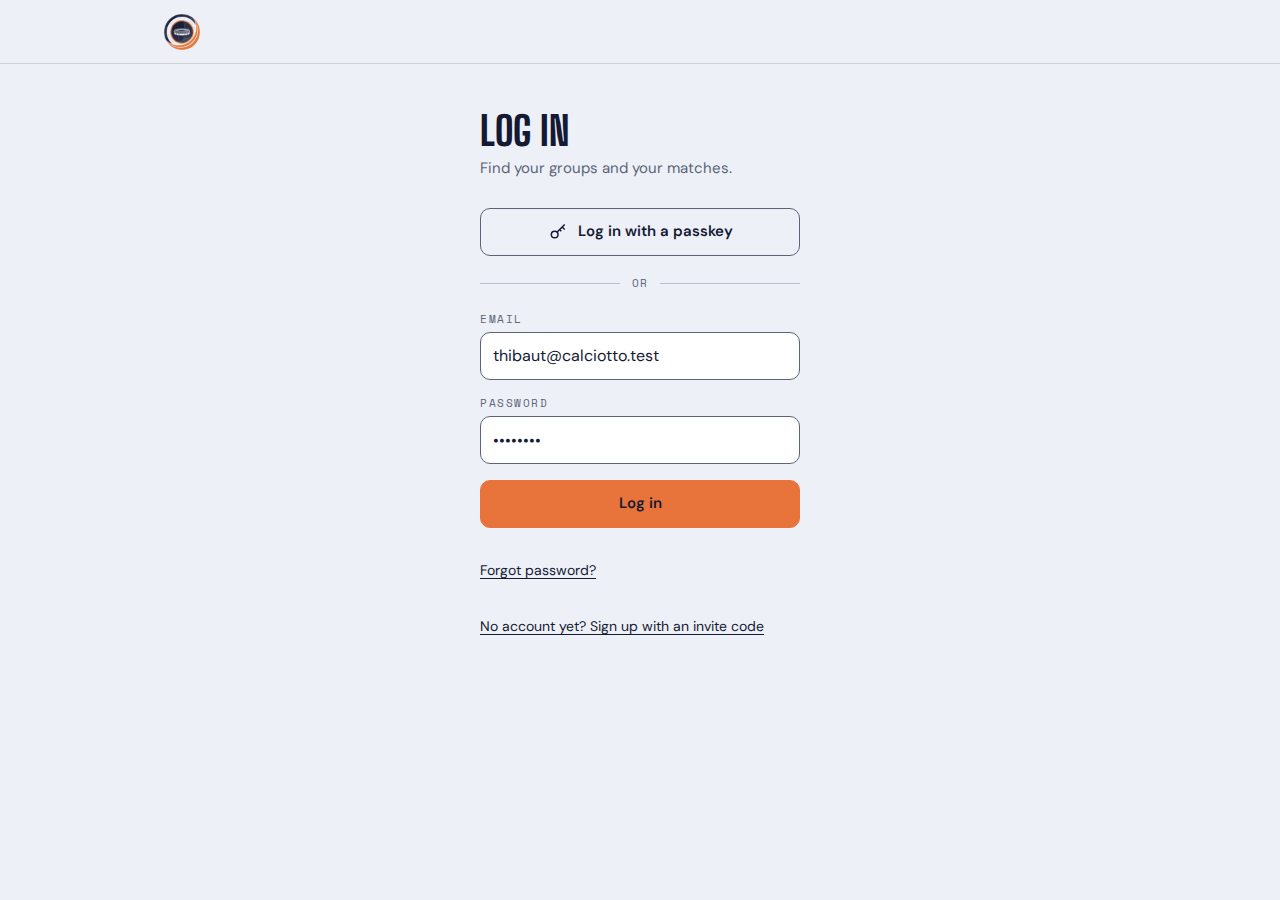 LOG IN
Find your groups and your matches.
Log in with a passkey
OR
EMAIL
thibaut@calciotto.test
PASSWORD
••••••••
Log in
Forgot password?
No account yet? Sign up with an invite code